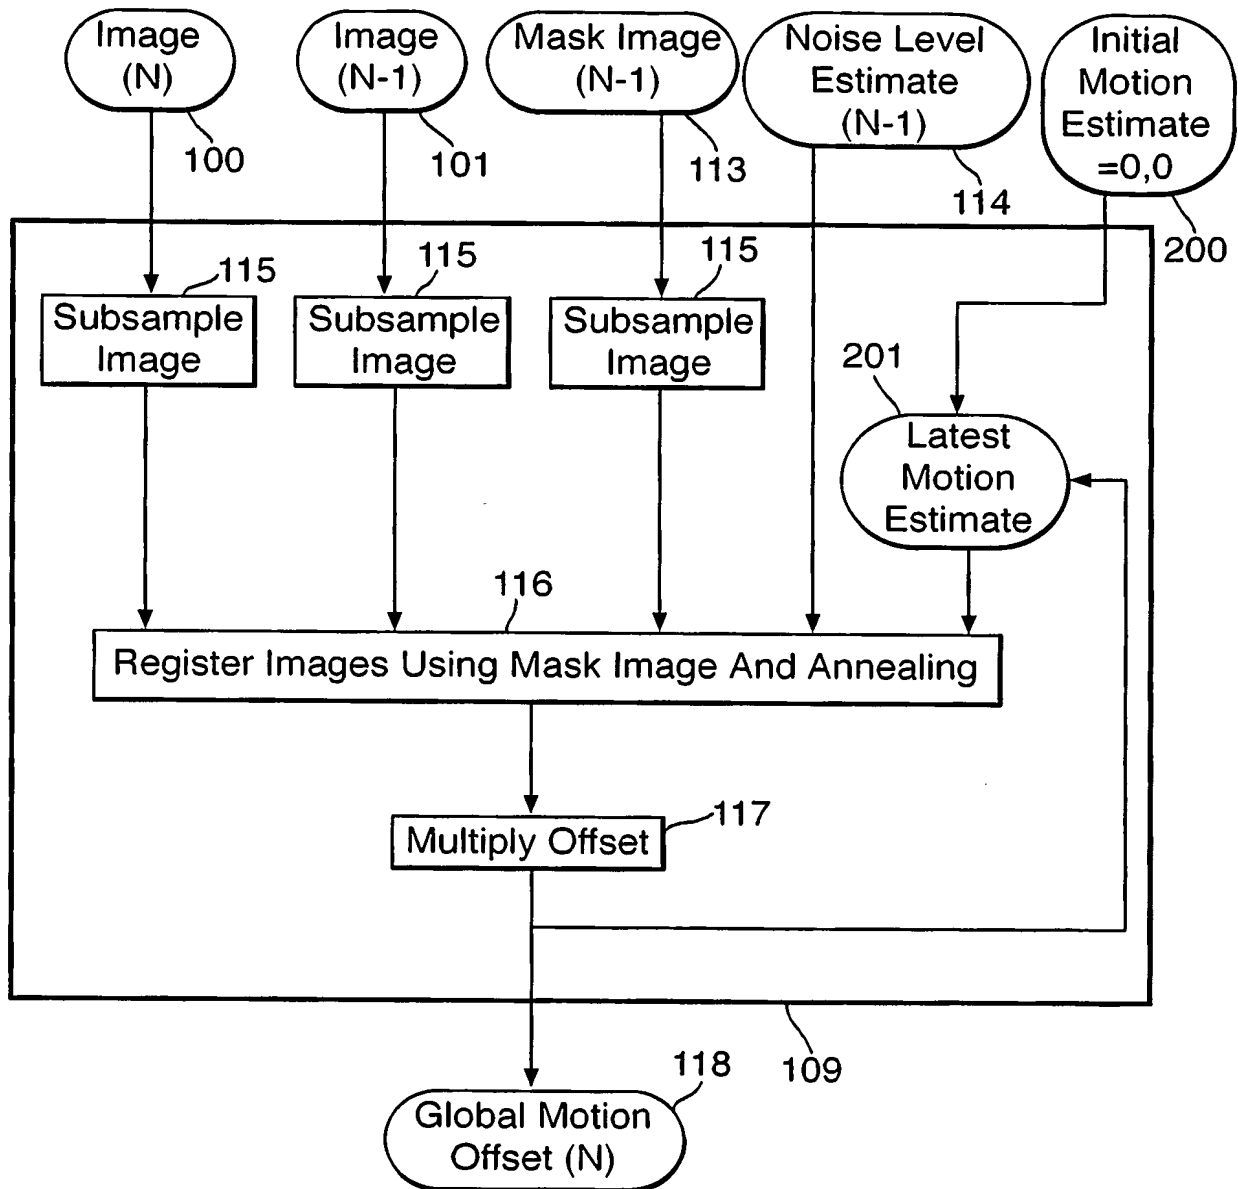 Image
(N)
Image
(N-1)
Mask Image
(N-1)
Noise Level
Estimate
(N-1)
Initial
Motion
Estimate
=0,0
100
101
113
114
200
115
115
115
Subsample
Image
Subsample
Image
Subsample
Image
201
Latest
Motion
Estimate
116
Register Images Using Mask Image And Annealing
117
Multiply Offset
109
118
Global Motion
Offset (N)